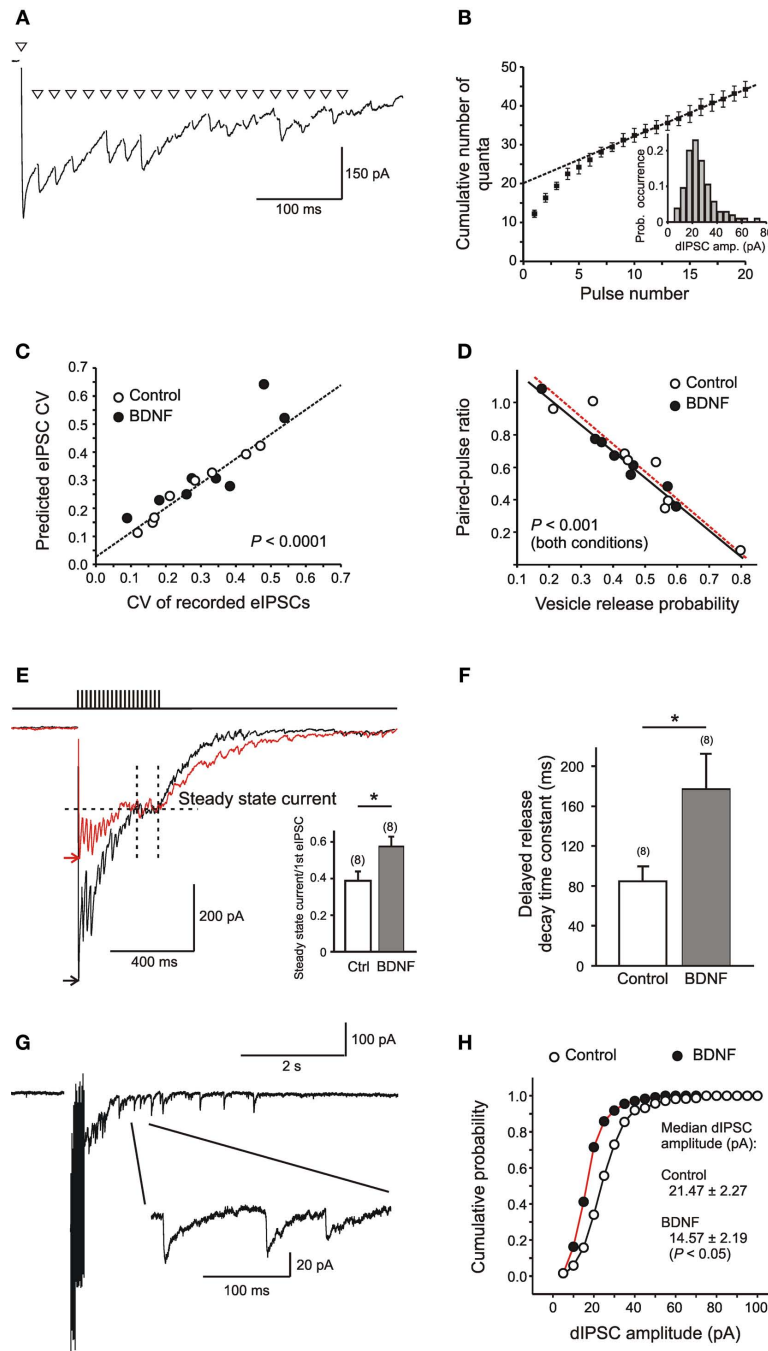 A
150 pA
100 ms
B
Cumulative number of
quanta
50
40
30
20
10
0
0 5 10 15 20
Pulse number
Prob. occurrence
0.2
0.1
0
0 20 40 60 80
dIPSC amp. (pA)
C
Predicted eIPSC CV
0.7
0.6
0.5
0.4
0.3
0.2
0.1
0.0
Control
BDNF
P < 0.0001
0.0 0.1 0.2 0.3 0.4 0.5 0.6 0.7
CV of recorded eIPSCs
D
Paired-pulse ratio
1.2
1.0
0.8
0.6
0.4
0.2
Control
BDNF
P < 0.001
(both conditions)
0.1 0.2 0.3 0.4 0.5 0.6 0.7 0.8
Vesicle release probability
E
Steady state current
200 pA
400 ms
Steady state current/1st eIPSC
0.6
0.4
0.2
0
*
(8)
(8)
Ctrl BDNF
F
Delayed release
decay time constant (ms)
200
160
120
80
40
0
*
(8)
(8)
Control BDNF
G
100 pA
2 s
20 pA
100 ms
H
Control BDNF
Cumulative probability
1.0
0.8
0.6
0.4
0.2
0.0
Median dIPSC
amplitude (pA):
Control
21.47 ± 2.27
BDNF
14.57 ± 2.19
(P < 0.05)
0 20 40 60 80 100
dIPSC amplitude (pA)